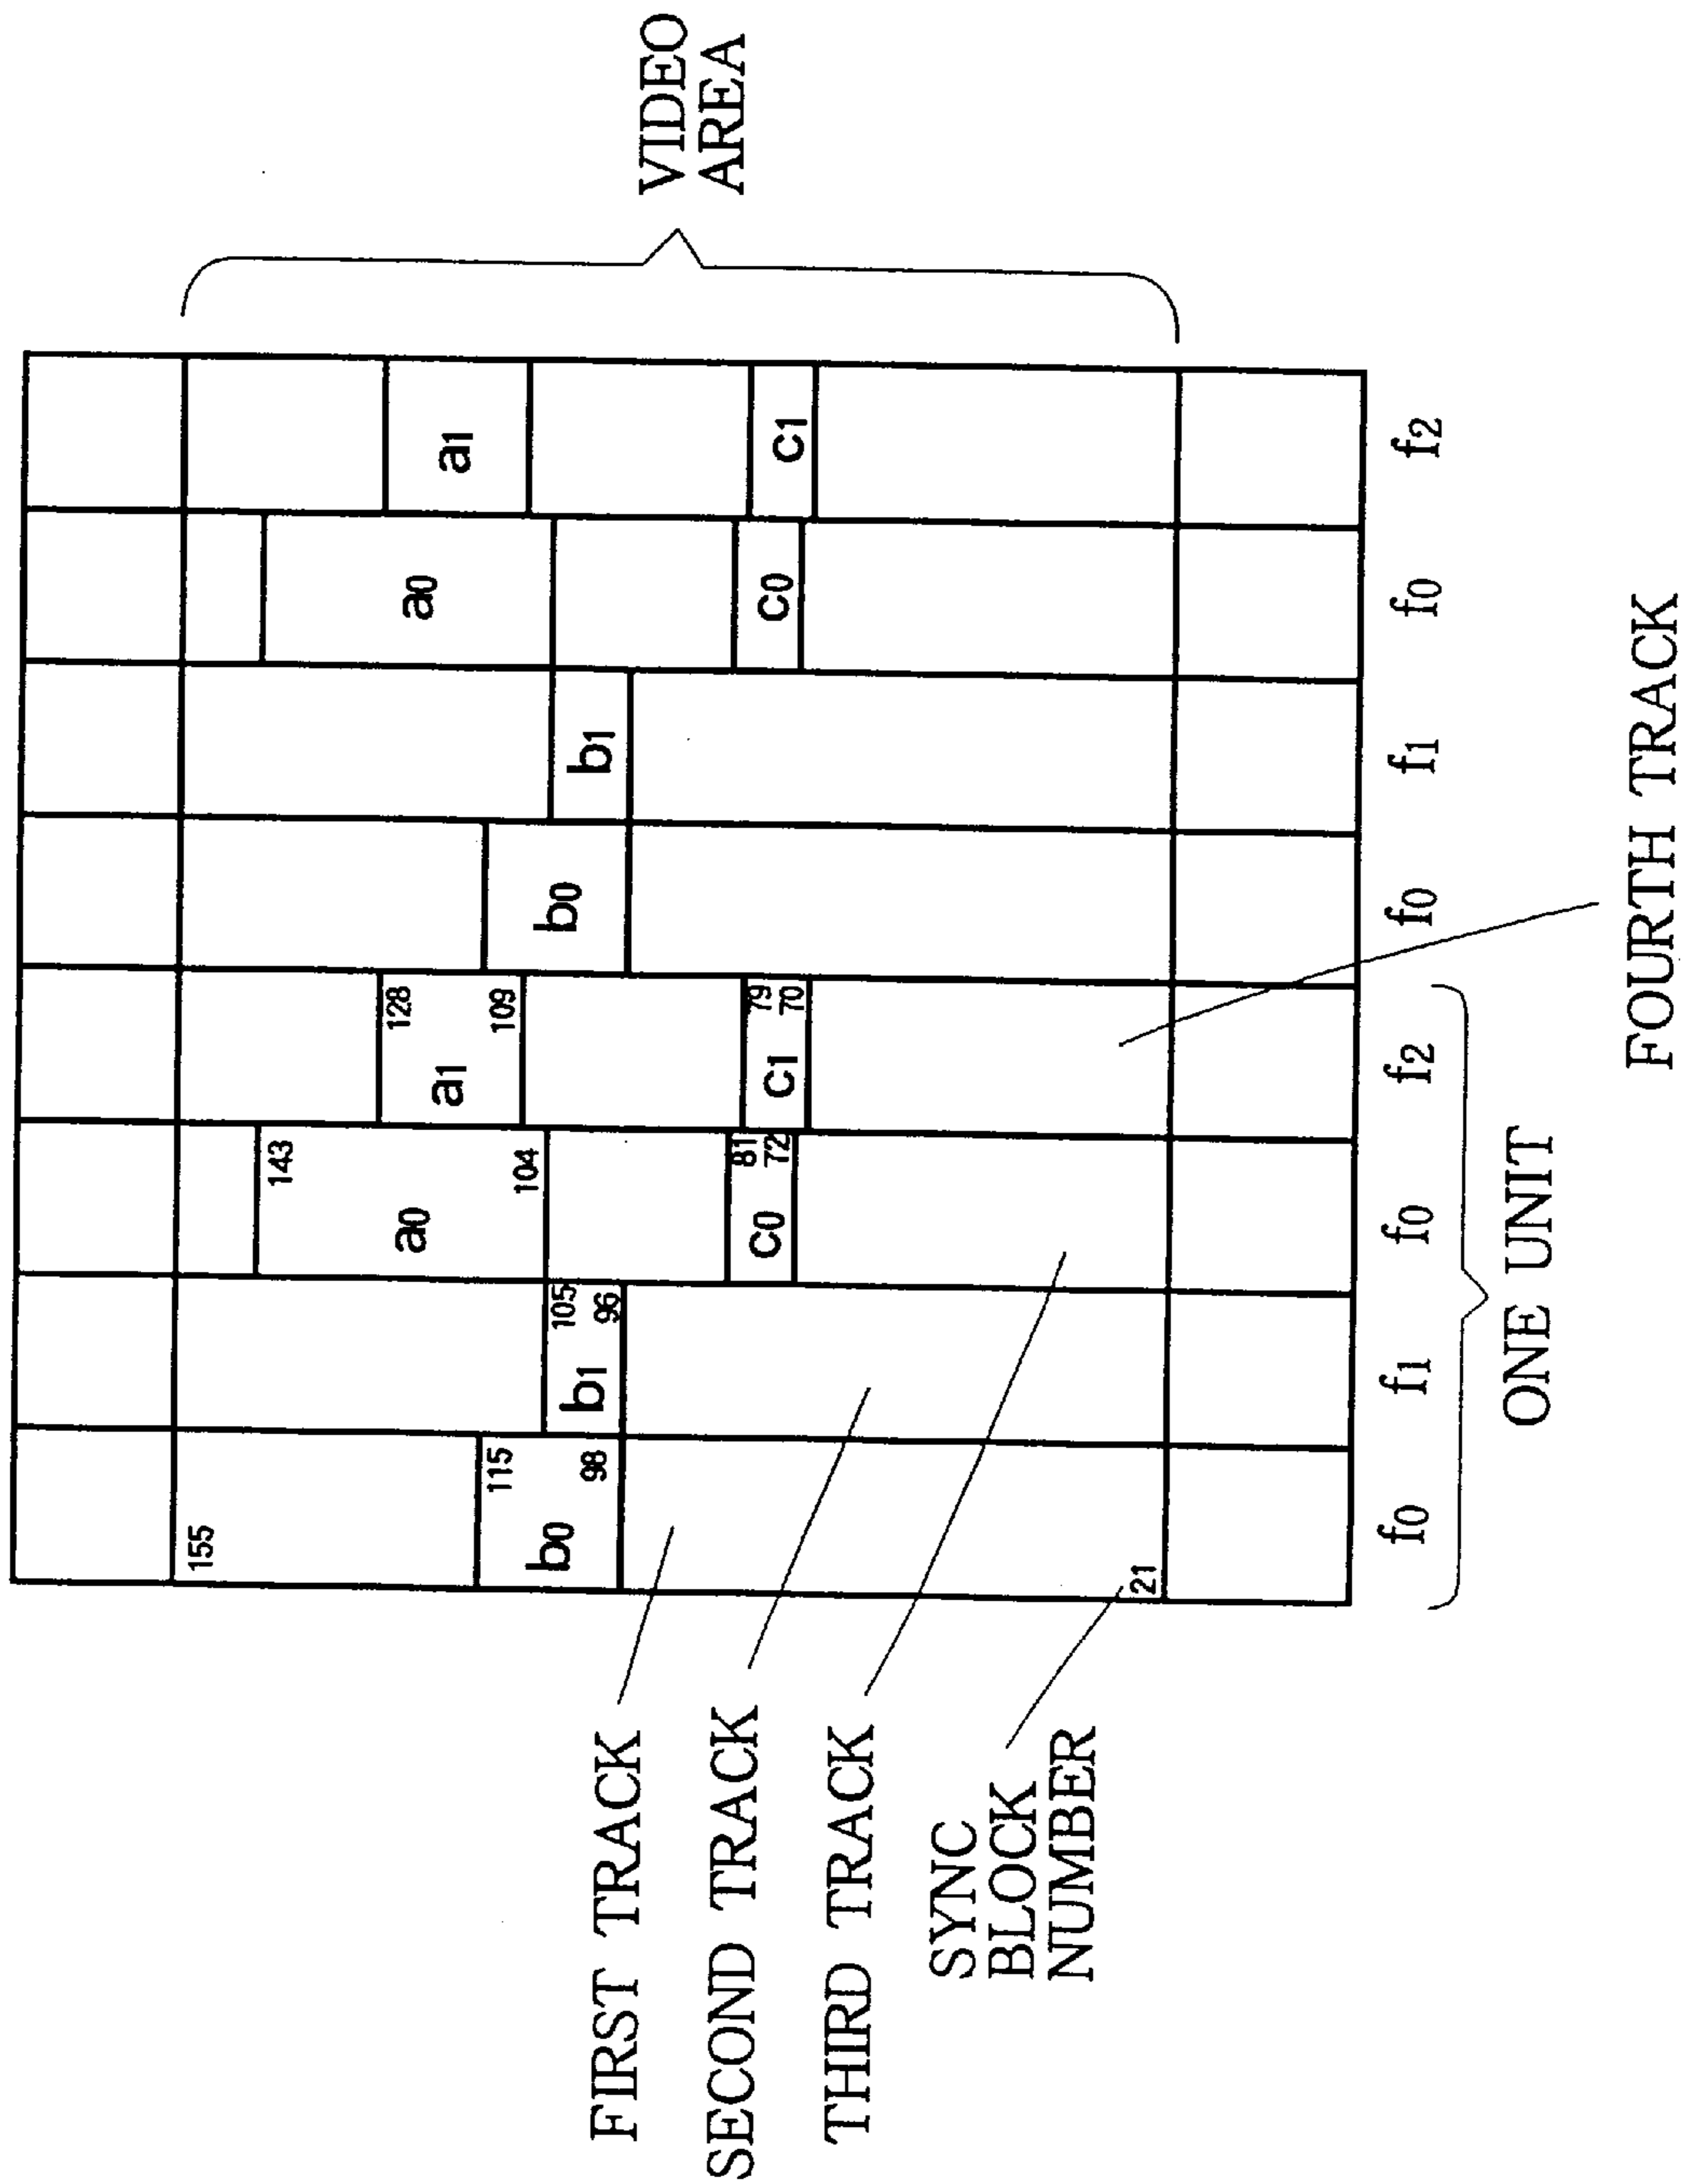 VIDEO
AREA
155
115
b0
98
21
105
b1
96
143
a0
104
81
c0
72
128
a1
109
79
c1
70
b0
b1
a0
c0
a1
c1
FIRST TRACK
SECOND TRACK
THIRD TRACK
SYNC
BLOCK
NUMBER
f0 f1 f0 f2 f0 f1 f0 f2
ONE UNIT
FOURTH TRACK